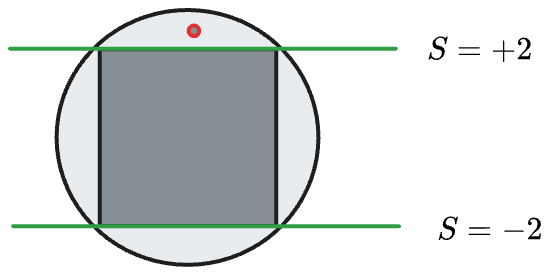 S = +2
S = −2